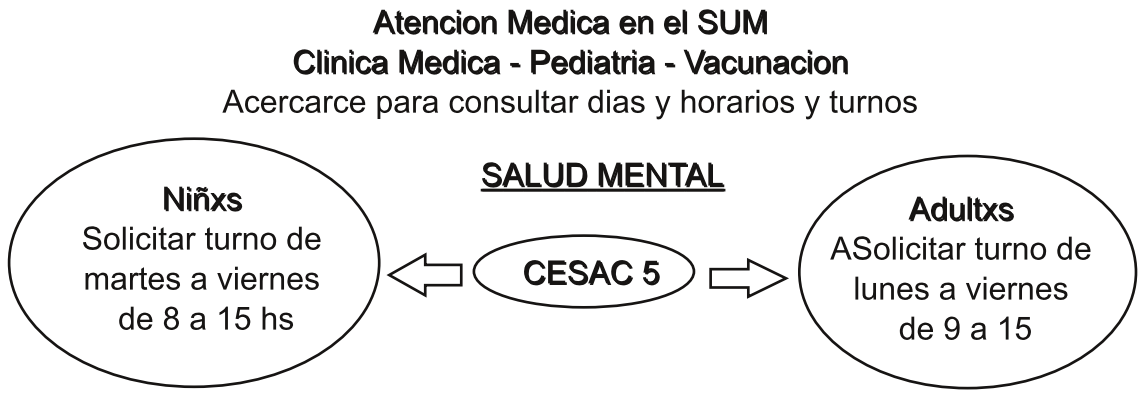 Atencion Medica en el SUM
Clinica Medica - Pediatria - Vacunacion
Acercarce para consultar dias y horarios y turnos
SALUD MENTAL
Niñxs
Solicitar turno de
martes a viernes
de 8 a 15 hs
CESAC 5
Adultxs
ASolicitar turno de
lunes a viernes
de 9 a 15